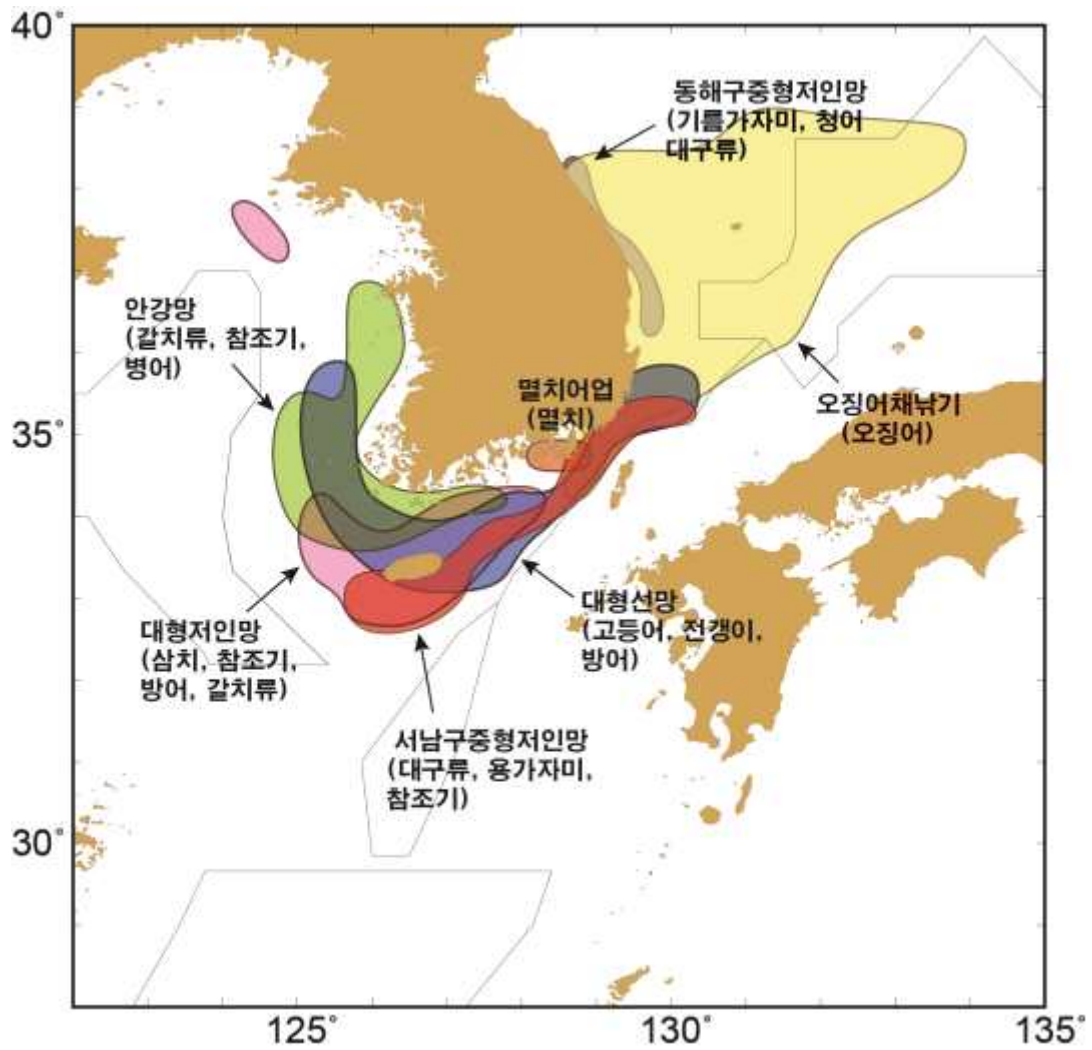 40°
동해구중형저인망
(기름가자미, 청어
대구류)
안강망
(갈치류, 참조기,
병어)
멸치어업
(멸치)
오징어채낚기
(오징어)
35°
대형저인망
(삼치, 참조기,
방어, 갈치류)
대형선망
(고등어, 전갱이,
방어)
서남구중형저인망
(대구류, 용가자미,
참조기)
30°
125°
130°
135°